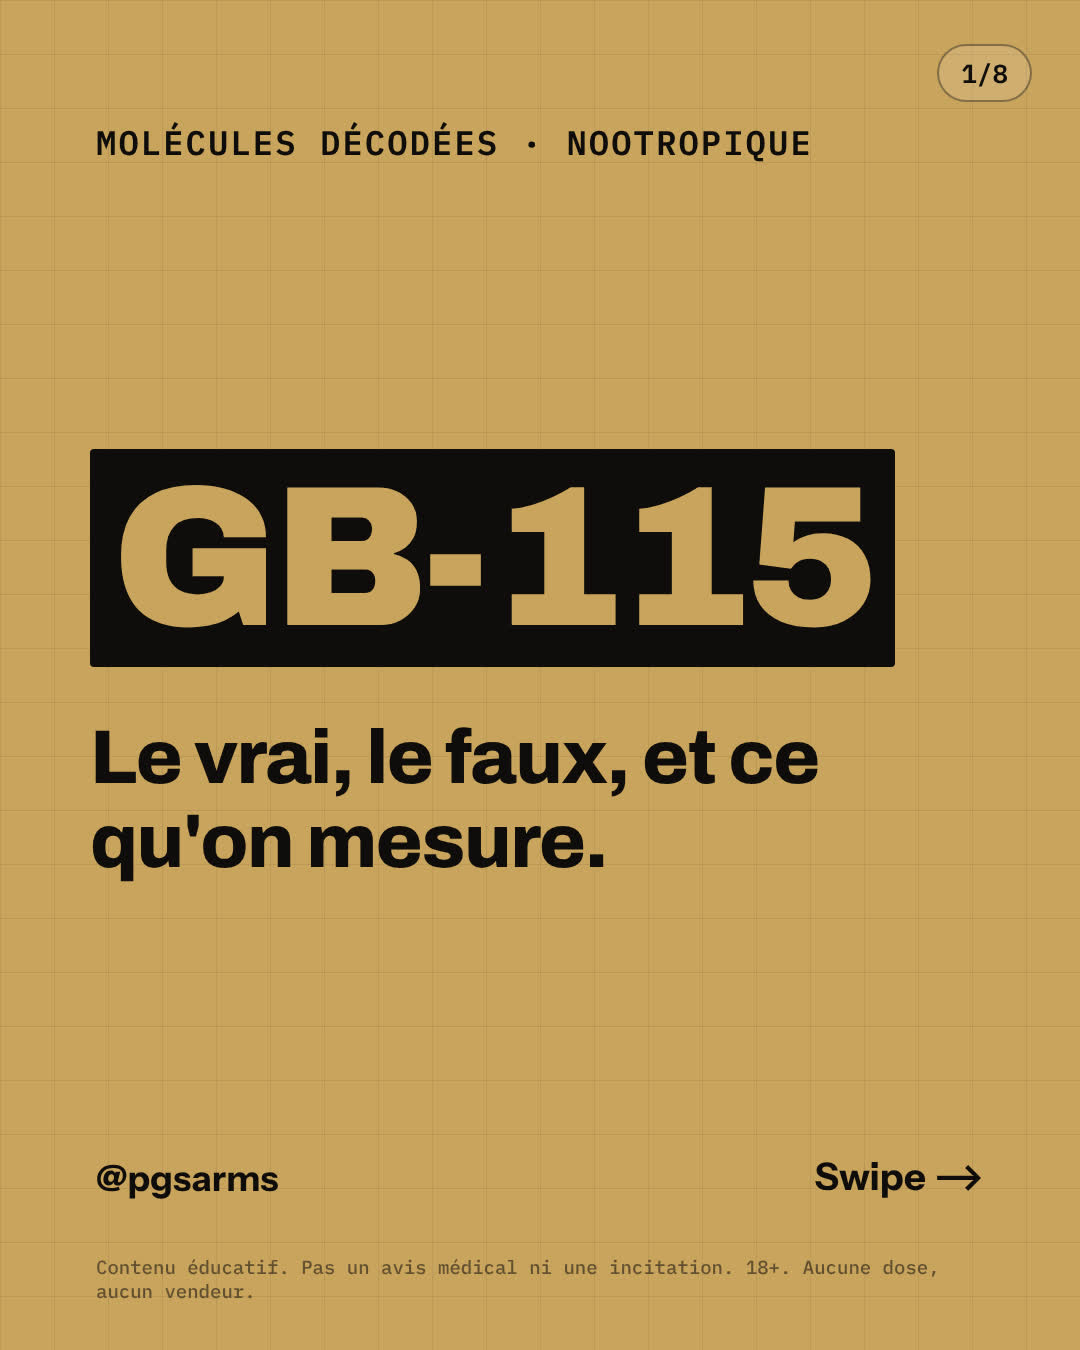 1/8
MOLÉCULES DÉCODÉES · NOOTROPIQUE
GB-115
Le vrai, le faux, et ce
qu'on mesure.
@pgsarms
Swipe →
Contenu éducatif. Pas un avis médical ni une incitation. 18+. Aucune dose,
aucun vendeur.